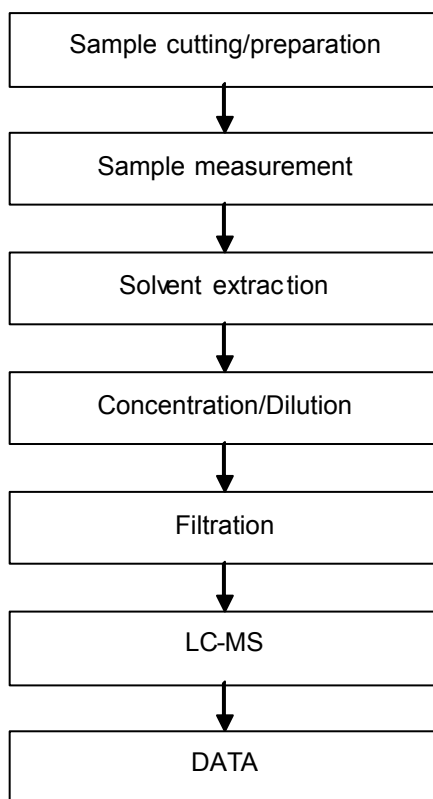 Sample cutting/preparation
Sample measurement
Solvent extraction
Concentration/Dilution
Filtration
LC-MS
DATA